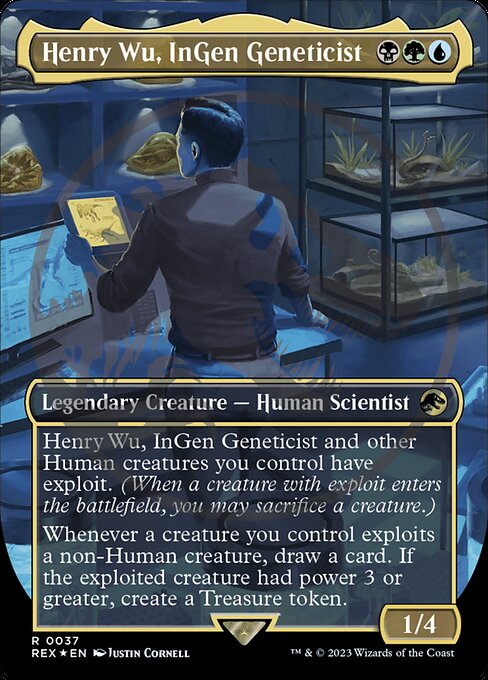 Henry Wu, InGen Geneticist
Legendary Creature — Human Scientist
Henry Wu, InGen Geneticist and other
Human creatures you control have
exploit. (When a creature with exploit enters
the battlefield, you may sacrifice a creature.)
Whenever a creature you control exploits
a non-Human creature, draw a card. If
the exploited creature had power 3 or
greater, create a Treasure token.
1/4
R 0037
REX★EN Justin Cornell
™ & © 2023 Wizards of the Coast